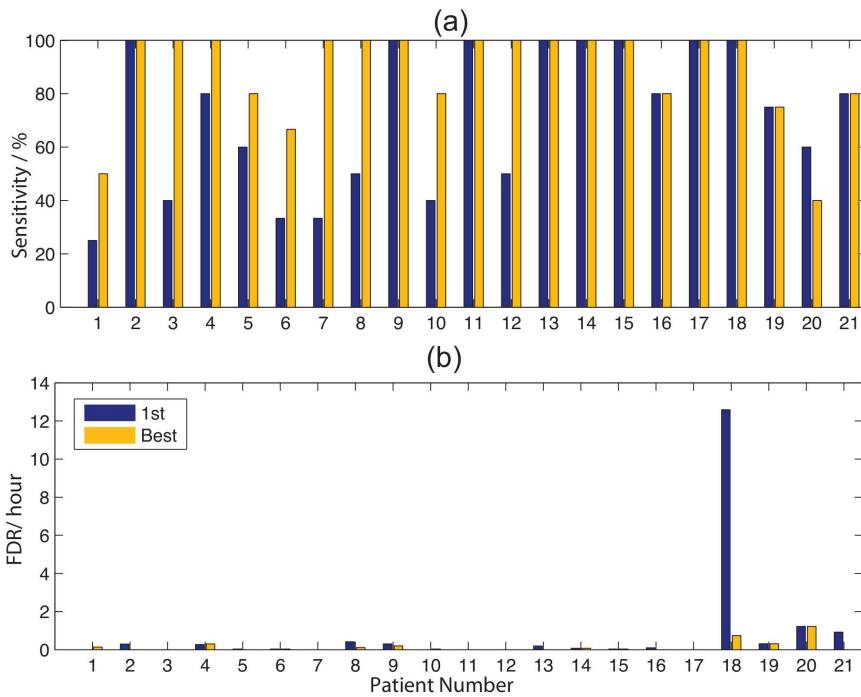 (a)
Sensitivity / %
100
80
60
40
20
0
1 2 3 4 5 6 7 8 9 10 11 12 13 14 15 16 17 18 19 20 21
(b)
FDR/ hour
14
12
10
8
6
4
2
0
1st
Best
1 2 3 4 5 6 7 8 9 10 11 12 13 14 15 16 17 18 19 20 21
Patient Number